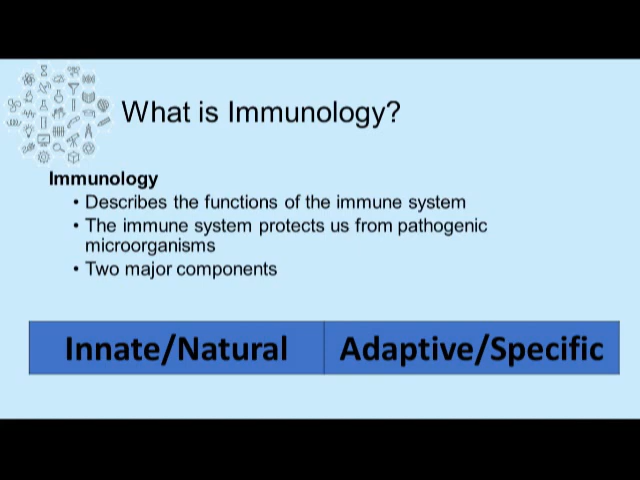 What is Immunology?
Immunology
• Describes the functions of the immune system
• The immune system protects us from pathogenic
microorganisms
• Two major components
Innate/Natural
Adaptive/Specific